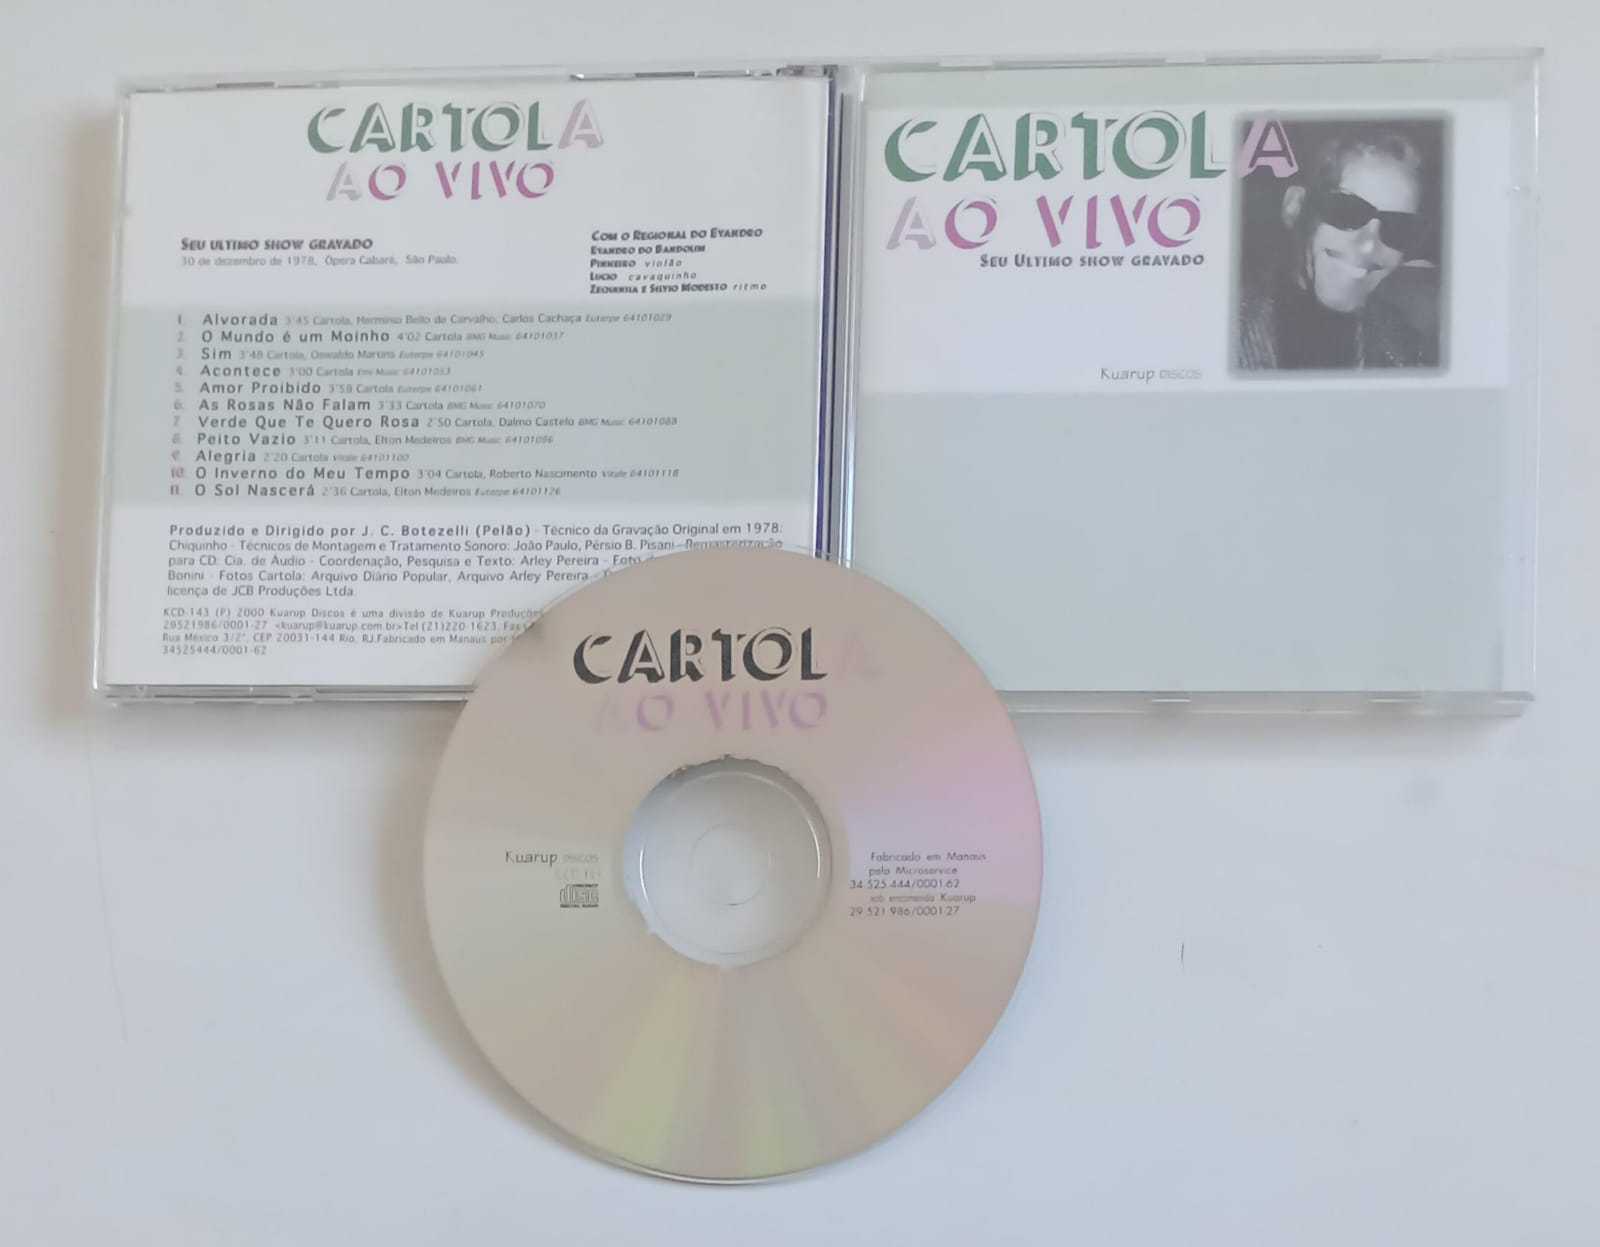 CARTOLA
AO VIVO
SEU ULTIMO SHOW GRAVADO
30 de dezembro de 1978, Ópera Cabaré, São Paulo.
COM O REGIONAL DO EVANDRO
EVANDRO DO BANDOLIM
PINHEIRO violão
LUCIO cavaquinho
ZEQUINHA E SILVIO MODESTO ritmo
1. Alvorada 3'45 Cartola, Hermínio Bello de Carvalho, Carlos Cachaça Euterpe 64101029
2. O Mundo é um Moinho 4'02 Cartola BMG Music 64101037
3. Sim 3'48 Cartola, Oswaldo Martins Euterpe 64101045
4. Acontece 3'00 Cartola Emi Music 64101053
5. Amor Proibido 3'58 Cartola Euterpe 64101061
6. As Rosas Não Falam 3'33 Cartola BMG Music 64101070
7. Verde Que Te Quero Rosa 2'50 Cartola, Dalmo Castelo BMG Music 64101088
8. Peito Vazio 3'11 Cartola, Elton Medeiros BMG Music 64101096
9. Alegria 2'20 Cartola Vitale 64101100
10. O Inverno do Meu Tempo 3'04 Cartola, Roberto Nascimento Vitale 64101118
11. O Sol Nascerá 2'36 Cartola, Elton Medeiros Euterpe 64101126
Produzido e Dirigido por J. C. Botezelli (Pelão) - Técnico da Gravação Original em 1978:
Chiquinho - Técnicos de Montagem e Tratamento Sonoro: João Paulo, Pérsio B. Pisani - Remasterização
para CD: Cia. de Áudio - Coordenação, Pesquisa e Texto: Arley Pereira - Foto
Bonini - Fotos Cartola: Arquivo Diário Popular, Arquivo Arley Pereira -
licença de JCB Produções Ltda.
KCD-143 (P) 2000 Kuarup Discos é uma divisão de Kuarup Produções
29521986/0001-27 <kuarup@kuarup.com.br> Tel (21)220-1623. Fax
Rua México 3/2º. CEP 20031-144 Rio, RJ. Fabricado em Manaus por
34525444/0001-62
CARTOLA
AO VIVO
SEU ULTIMO SHOW GRAVADO
Kuarup DISCOS
CARTOLA
AO VIVO
Kuarup DISCOS
COMPACT
disc
DIGITAL AUDIO
Fabricado em Manaus
pela Microservice
34.525.444/0001-62
sob encomenda Kuarup
29.521.986/0001-27